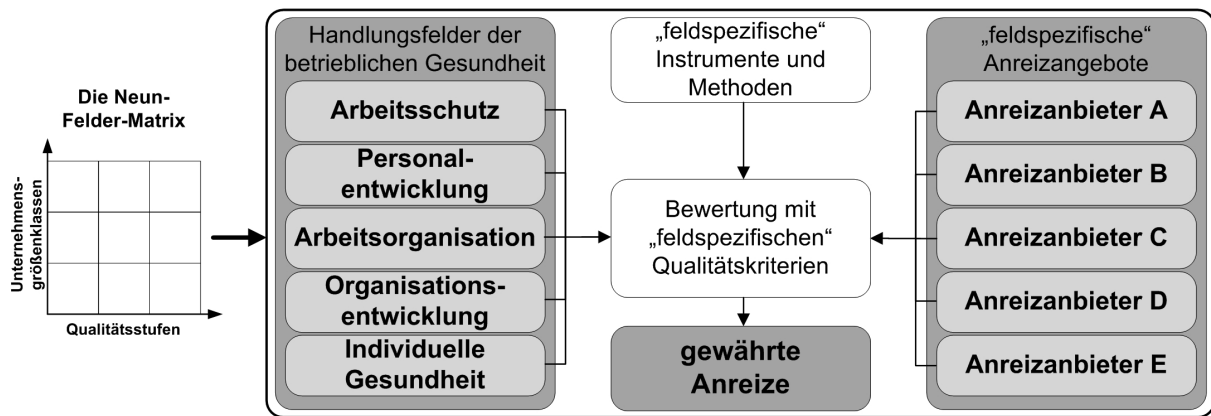 Die Neun-
Felder-Matrix
Unternehmens-
größenklassen
Qualitätsstufen
Handlungsfelder der
betrieblichen Gesundheit
Arbeitsschutz
Personal-
entwicklung
Arbeitsorganisation
Organisations-
entwicklung
Individuelle
Gesundheit
„feldspezifische“
Instrumente und
Methoden
Bewertung mit
„feldspezifischen“
Qualitätskriterien
gewährte
Anreize
„feldspezifische“
Anreizangebote
Anreizanbieter A
Anreizanbieter B
Anreizanbieter C
Anreizanbieter D
Anreizanbieter E